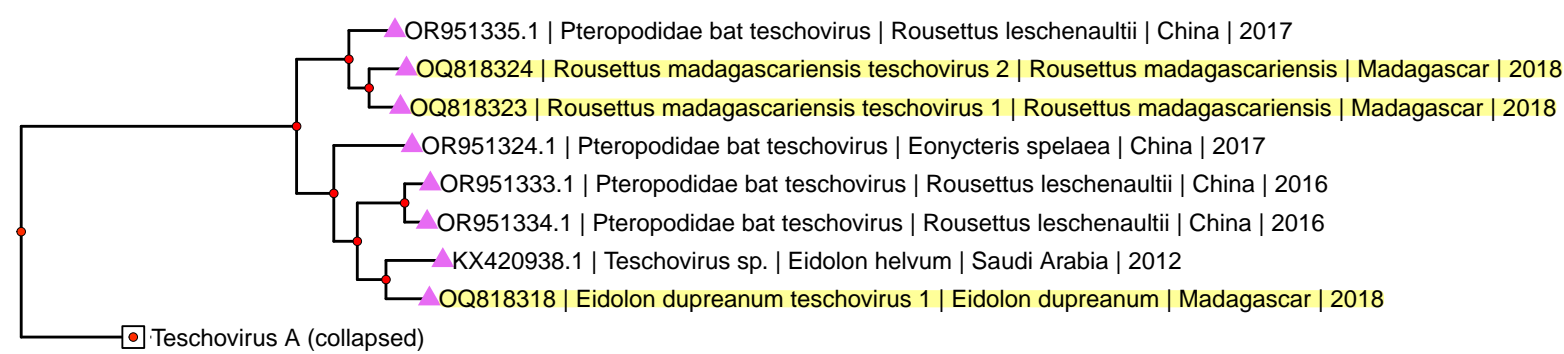 OR951335.1 | Pteropodidae bat teschovirus | Rousettus leschenaultii | China | 2017
OQ818324 | Rousettus madagascariensis teschovirus 2 | Rousettus madagascariensis | Madagascar | 2018
OQ818323 | Rousettus madagascariensis teschovirus 1 | Rousettus madagascariensis | Madagascar | 2018
OR951324.1 | Pteropodidae bat teschovirus | Eonycteris spelaea | China | 2017
OR951333.1 | Pteropodidae bat teschovirus | Rousettus leschenaultii | China | 2016
OR951334.1 | Pteropodidae bat teschovirus | Rousettus leschenaultii | China | 2016
KX420938.1 | Teschovirus sp. | Eidolon helvum | Saudi Arabia | 2012
OQ818318 | Eidolon dupreanum teschovirus 1 | Eidolon dupreanum | Madagascar | 2018
Teschovirus A (collapsed)